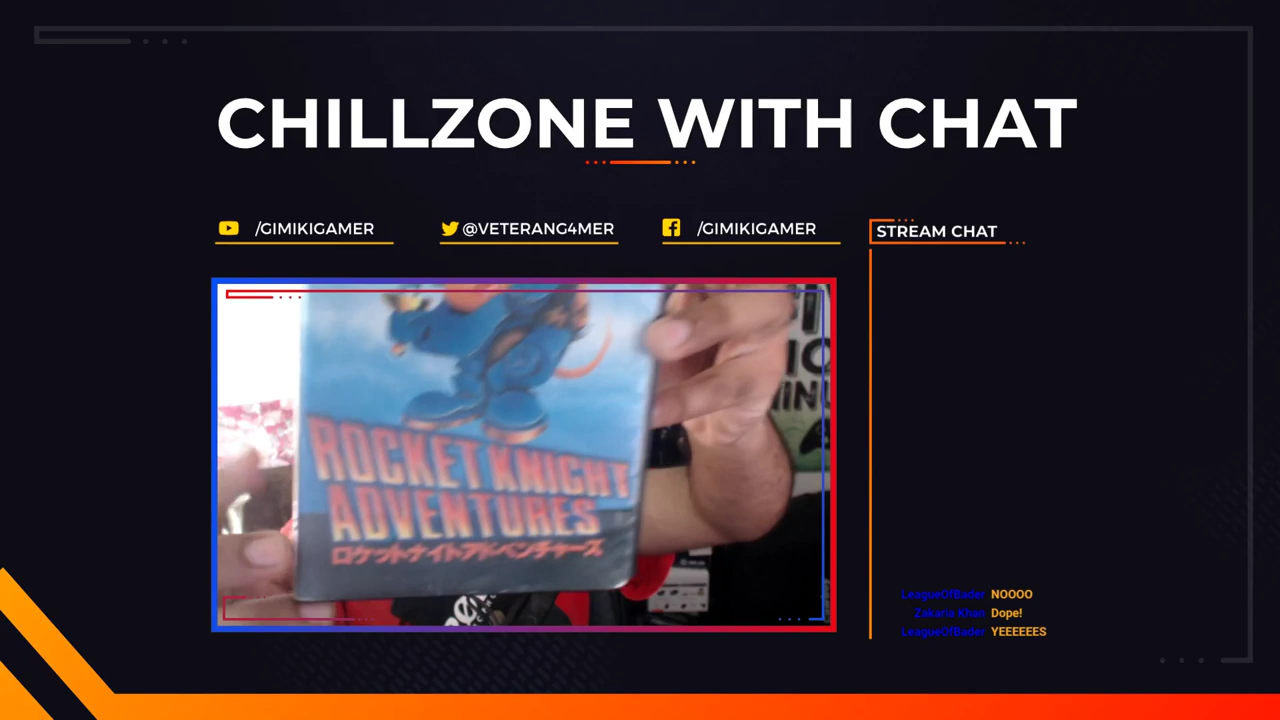 CHILLZONE WITH CHAT
/GIMIKIGAMER
@VETERANG4MER
/GIMIKIGAMER
STREAM CHAT
ROCKET KNIGHT
ADVENTURES
ロケットナイトアドベンチャーズ
LeagueOfBader NOOOO
Zakaria Khan Dope!
LeagueOfBader YEEEEEES